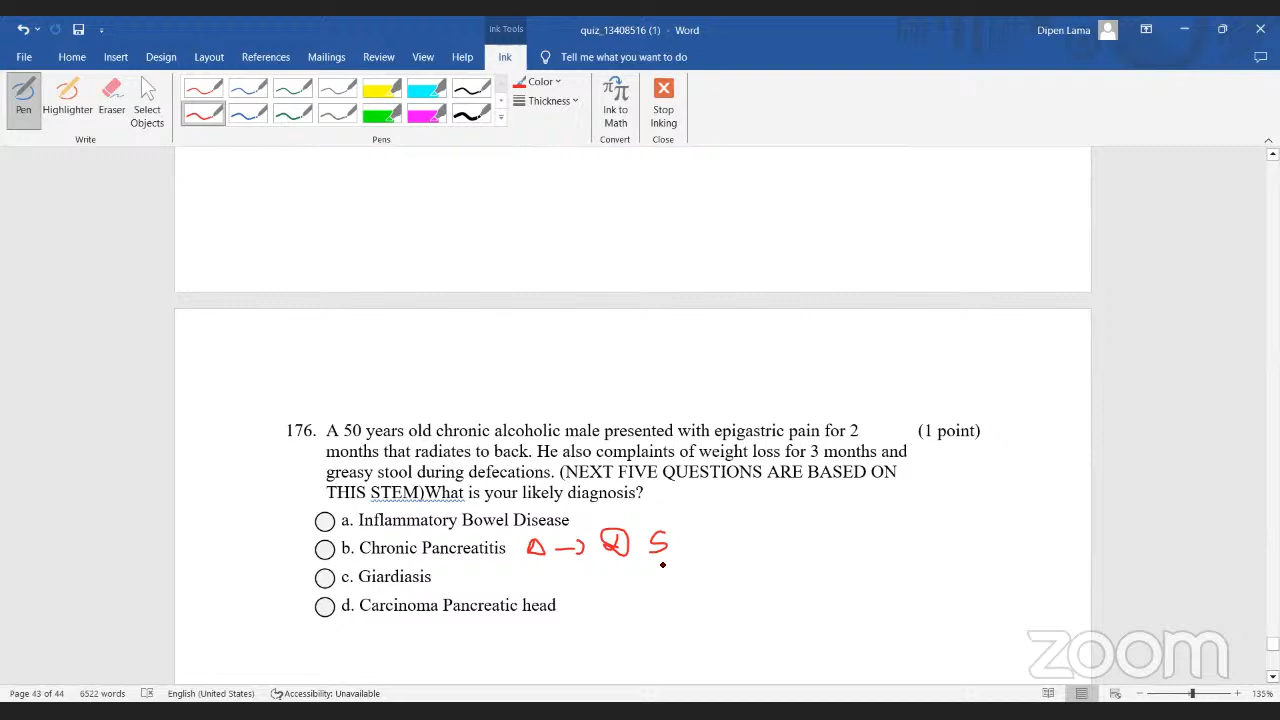 Ink Tools
quiz_13408516 (1) - Word
Dipen Lama
File Home Insert Design Layout References Mailings Review View Help Ink Tell me what you want to do
Pen Highlighter Eraser Select Objects
Color
Thickness
Ink to Math
Stop Inking
Write Pens Convert Close
176. A 50 years old chronic alcoholic male presented with epigastric pain for 2 (1 point)
months that radiates to back. He also complaints of weight loss for 3 months and
greasy stool during defecations. (NEXT FIVE QUESTIONS ARE BASED ON
THIS STEM)What is your likely diagnosis?
a. Inflammatory Bowel Disease
b. Chronic Pancreatitis Δ → S
c. Giardiasis
d. Carcinoma Pancreatic head
zoom
Page 43 of 44 6522 words English (United States) Accessibility: Unavailable 135%